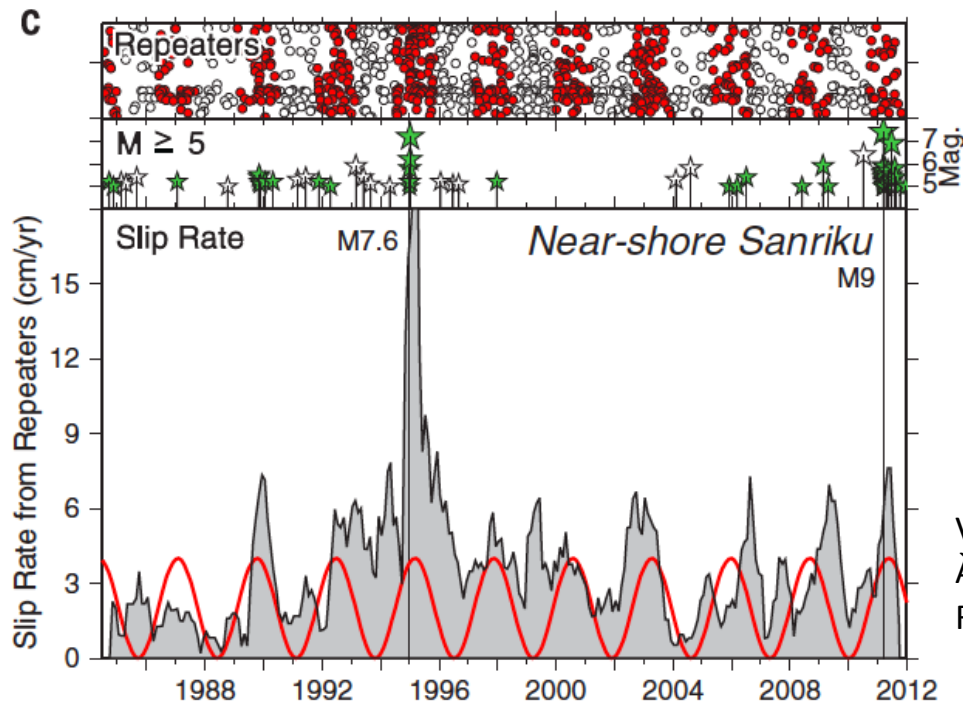 C
Repeaters
M ≥ 5
7
6
5
Mag.
Slip Rate
M7.6
Near-shore Sanriku
M9
Slip Rate from Repeaters (cm/yr)
15
12
9
6
3
0
1988 1992 1996 2000 2004 2008 2012